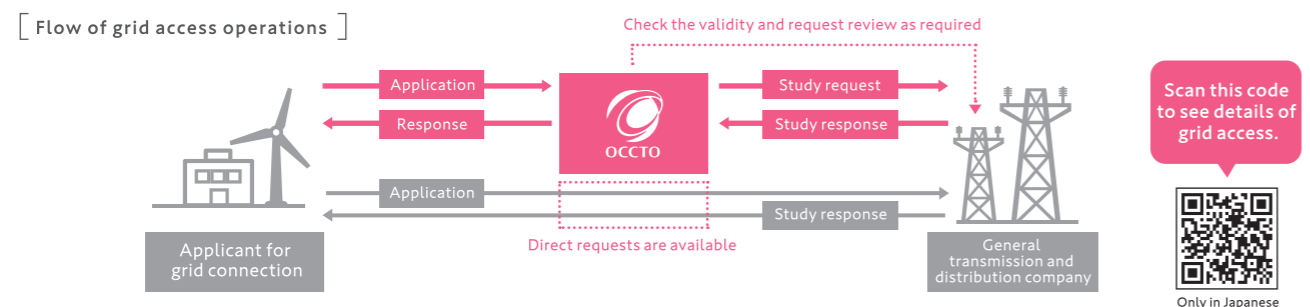 [ Flow of grid access operations ]
Check the validity and request review as required
Application
Study request
Response
Study response
OCCTO
Application
Study response
Direct requests are available
Applicant for
grid connection
General
transmission and
distribution company
Scan this code
to see details of
grid access.
Only in Japanese